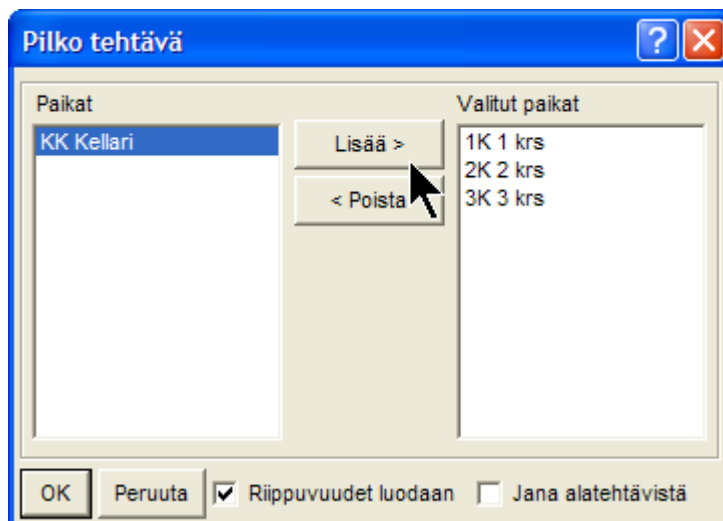 Pilko tehtävä
Paikat
KK Kellari
Lisää >
< Poista
Valitut paikat
1K 1 krs
2K 2 krs
3K 3 krs
OK
Peruuta
Riippuvuudet luodaan
Jana alatehtävistä